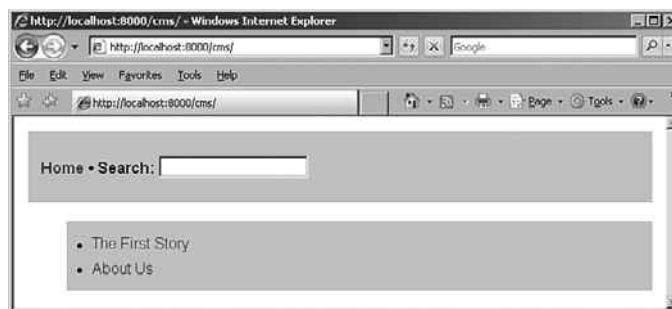 http://localhost:8000/cms/ - Windows Internet Explorer
http://localhost:8000/cms/
Google
File Edit View Favorites Tools Help
http://localhost:8000/cms/
Page Tools
Home • Search:
• The First Story
• About Us